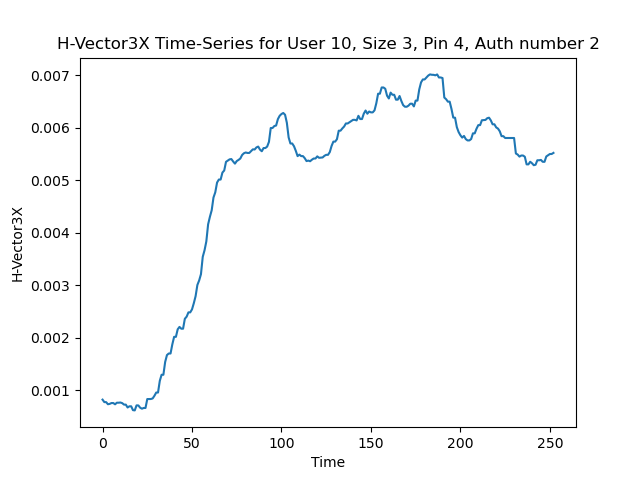 H-Vector3X Time-Series for User 10, Size 3, Pin 4, Auth number 2
0.007
0.006
0.005
0.004
0.003
0.002
0.001
H-Vector3X
0 50 100 150 200 250
Time